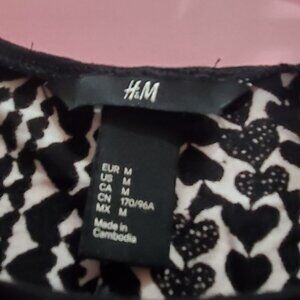 H&M
EUR M
US M
CA M
CN 170/96A
MX M
Made in
Cambodia